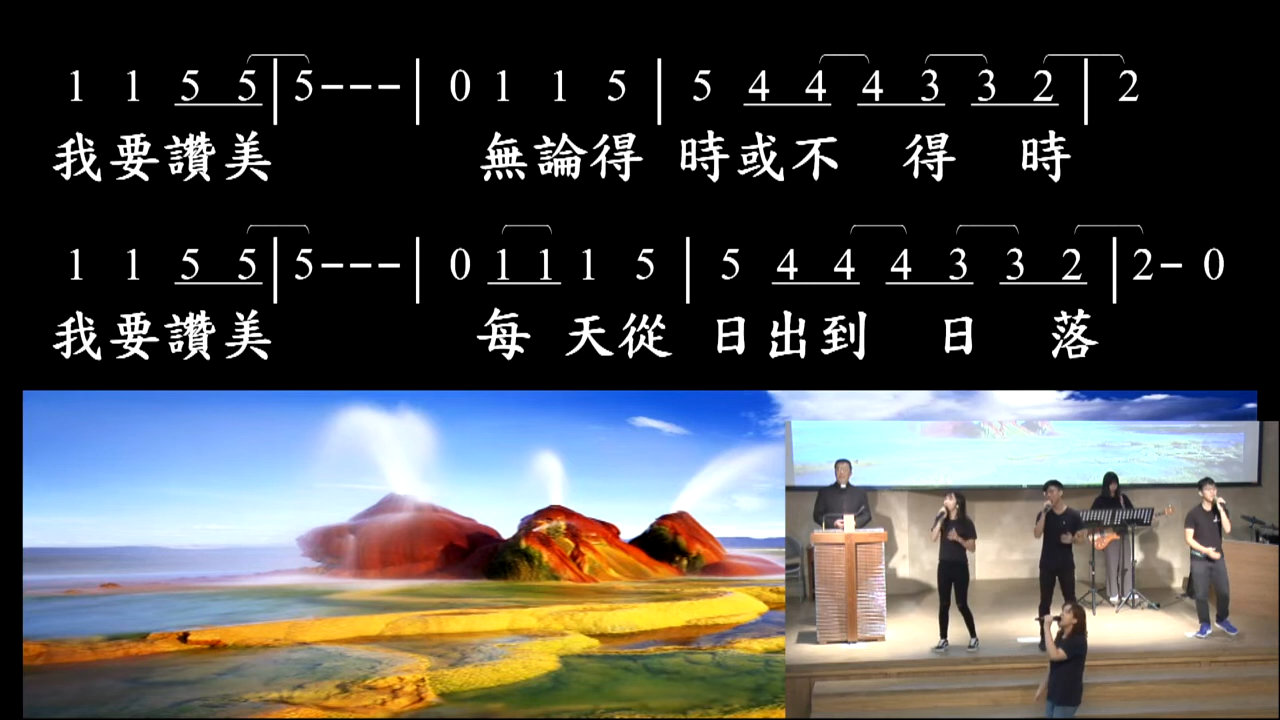 1 1 5 5 | 5--- | 0 1 1 5 | 5 4 4 4 3 3 2 | 2
我要讚美 無論得 時或不 得 時
1 1 5 5 | 5--- | 0 1 1 1 5 | 5 4 4 4 3 3 2 | 2- 0
我要讚美 每 天從 日出到 日 落